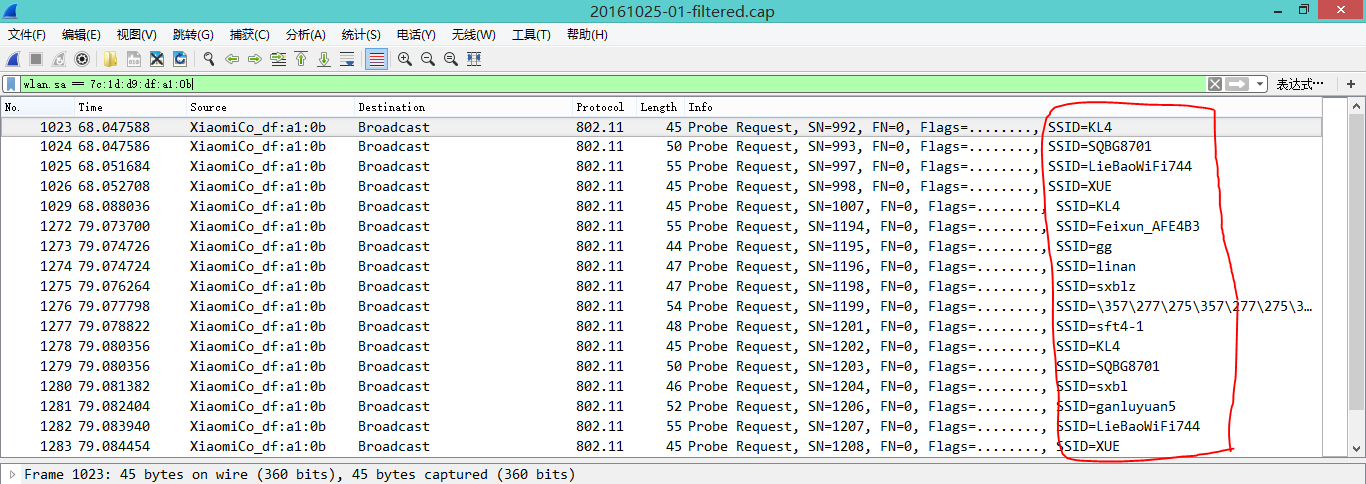 20161025-01-filtered.cap
文件(F) 编辑(E) 视图(V) 跳转(G) 捕获(C) 分析(A) 统计(S) 电话(Y) 无线(W) 工具(T) 帮助(H)
wlan.sa == 7c:1d:d9:df:a1:0b 表达式… +
No. Time Source Destination Protocol Length Info
1023 68.047588 XiaomiCo_df:a1:0b Broadcast 802.11 45 Probe Request, SN=992, FN=0, Flags=........, SSID=KL4
1024 68.047586 XiaomiCo_df:a1:0b Broadcast 802.11 50 Probe Request, SN=993, FN=0, Flags=........, SSID=SQBG8701
1025 68.051684 XiaomiCo_df:a1:0b Broadcast 802.11 55 Probe Request, SN=997, FN=0, Flags=........, SSID=LieBaoWiFi744
1026 68.052708 XiaomiCo_df:a1:0b Broadcast 802.11 45 Probe Request, SN=998, FN=0, Flags=........, SSID=XUE
1029 68.088036 XiaomiCo_df:a1:0b Broadcast 802.11 45 Probe Request, SN=1007, FN=0, Flags=........, SSID=KL4
1272 79.073700 XiaomiCo_df:a1:0b Broadcast 802.11 55 Probe Request, SN=1194, FN=0, Flags=........, SSID=Feixun_AFE4B3
1273 79.074726 XiaomiCo_df:a1:0b Broadcast 802.11 44 Probe Request, SN=1195, FN=0, Flags=........, SSID=gg
1274 79.074724 XiaomiCo_df:a1:0b Broadcast 802.11 47 Probe Request, SN=1196, FN=0, Flags=........, SSID=linan
1275 79.076264 XiaomiCo_df:a1:0b Broadcast 802.11 47 Probe Request, SN=1198, FN=0, Flags=........, SSID=sxblz
1276 79.077798 XiaomiCo_df:a1:0b Broadcast 802.11 54 Probe Request, SN=1199, FN=0, Flags=........, SSID=\357\277\275\357\277\275\3…
1277 79.078822 XiaomiCo_df:a1:0b Broadcast 802.11 48 Probe Request, SN=1201, FN=0, Flags=........, SSID=sft4-1
1278 79.080356 XiaomiCo_df:a1:0b Broadcast 802.11 45 Probe Request, SN=1202, FN=0, Flags=........, SSID=KL4
1279 79.080356 XiaomiCo_df:a1:0b Broadcast 802.11 50 Probe Request, SN=1203, FN=0, Flags=........, SSID=SQBG8701
1280 79.081382 XiaomiCo_df:a1:0b Broadcast 802.11 46 Probe Request, SN=1204, FN=0, Flags=........, SSID=sxbl
1281 79.082404 XiaomiCo_df:a1:0b Broadcast 802.11 52 Probe Request, SN=1206, FN=0, Flags=........, SSID=ganluyuan5
1282 79.083940 XiaomiCo_df:a1:0b Broadcast 802.11 55 Probe Request, SN=1207, FN=0, Flags=........, SSID=LieBaoWiFi744
1283 79.084454 XiaomiCo_df:a1:0b Broadcast 802.11 45 Probe Request, SN=1208, FN=0, Flags=........, SSID=XUE
Frame 1023: 45 bytes on wire (360 bits), 45 bytes captured (360 bits)